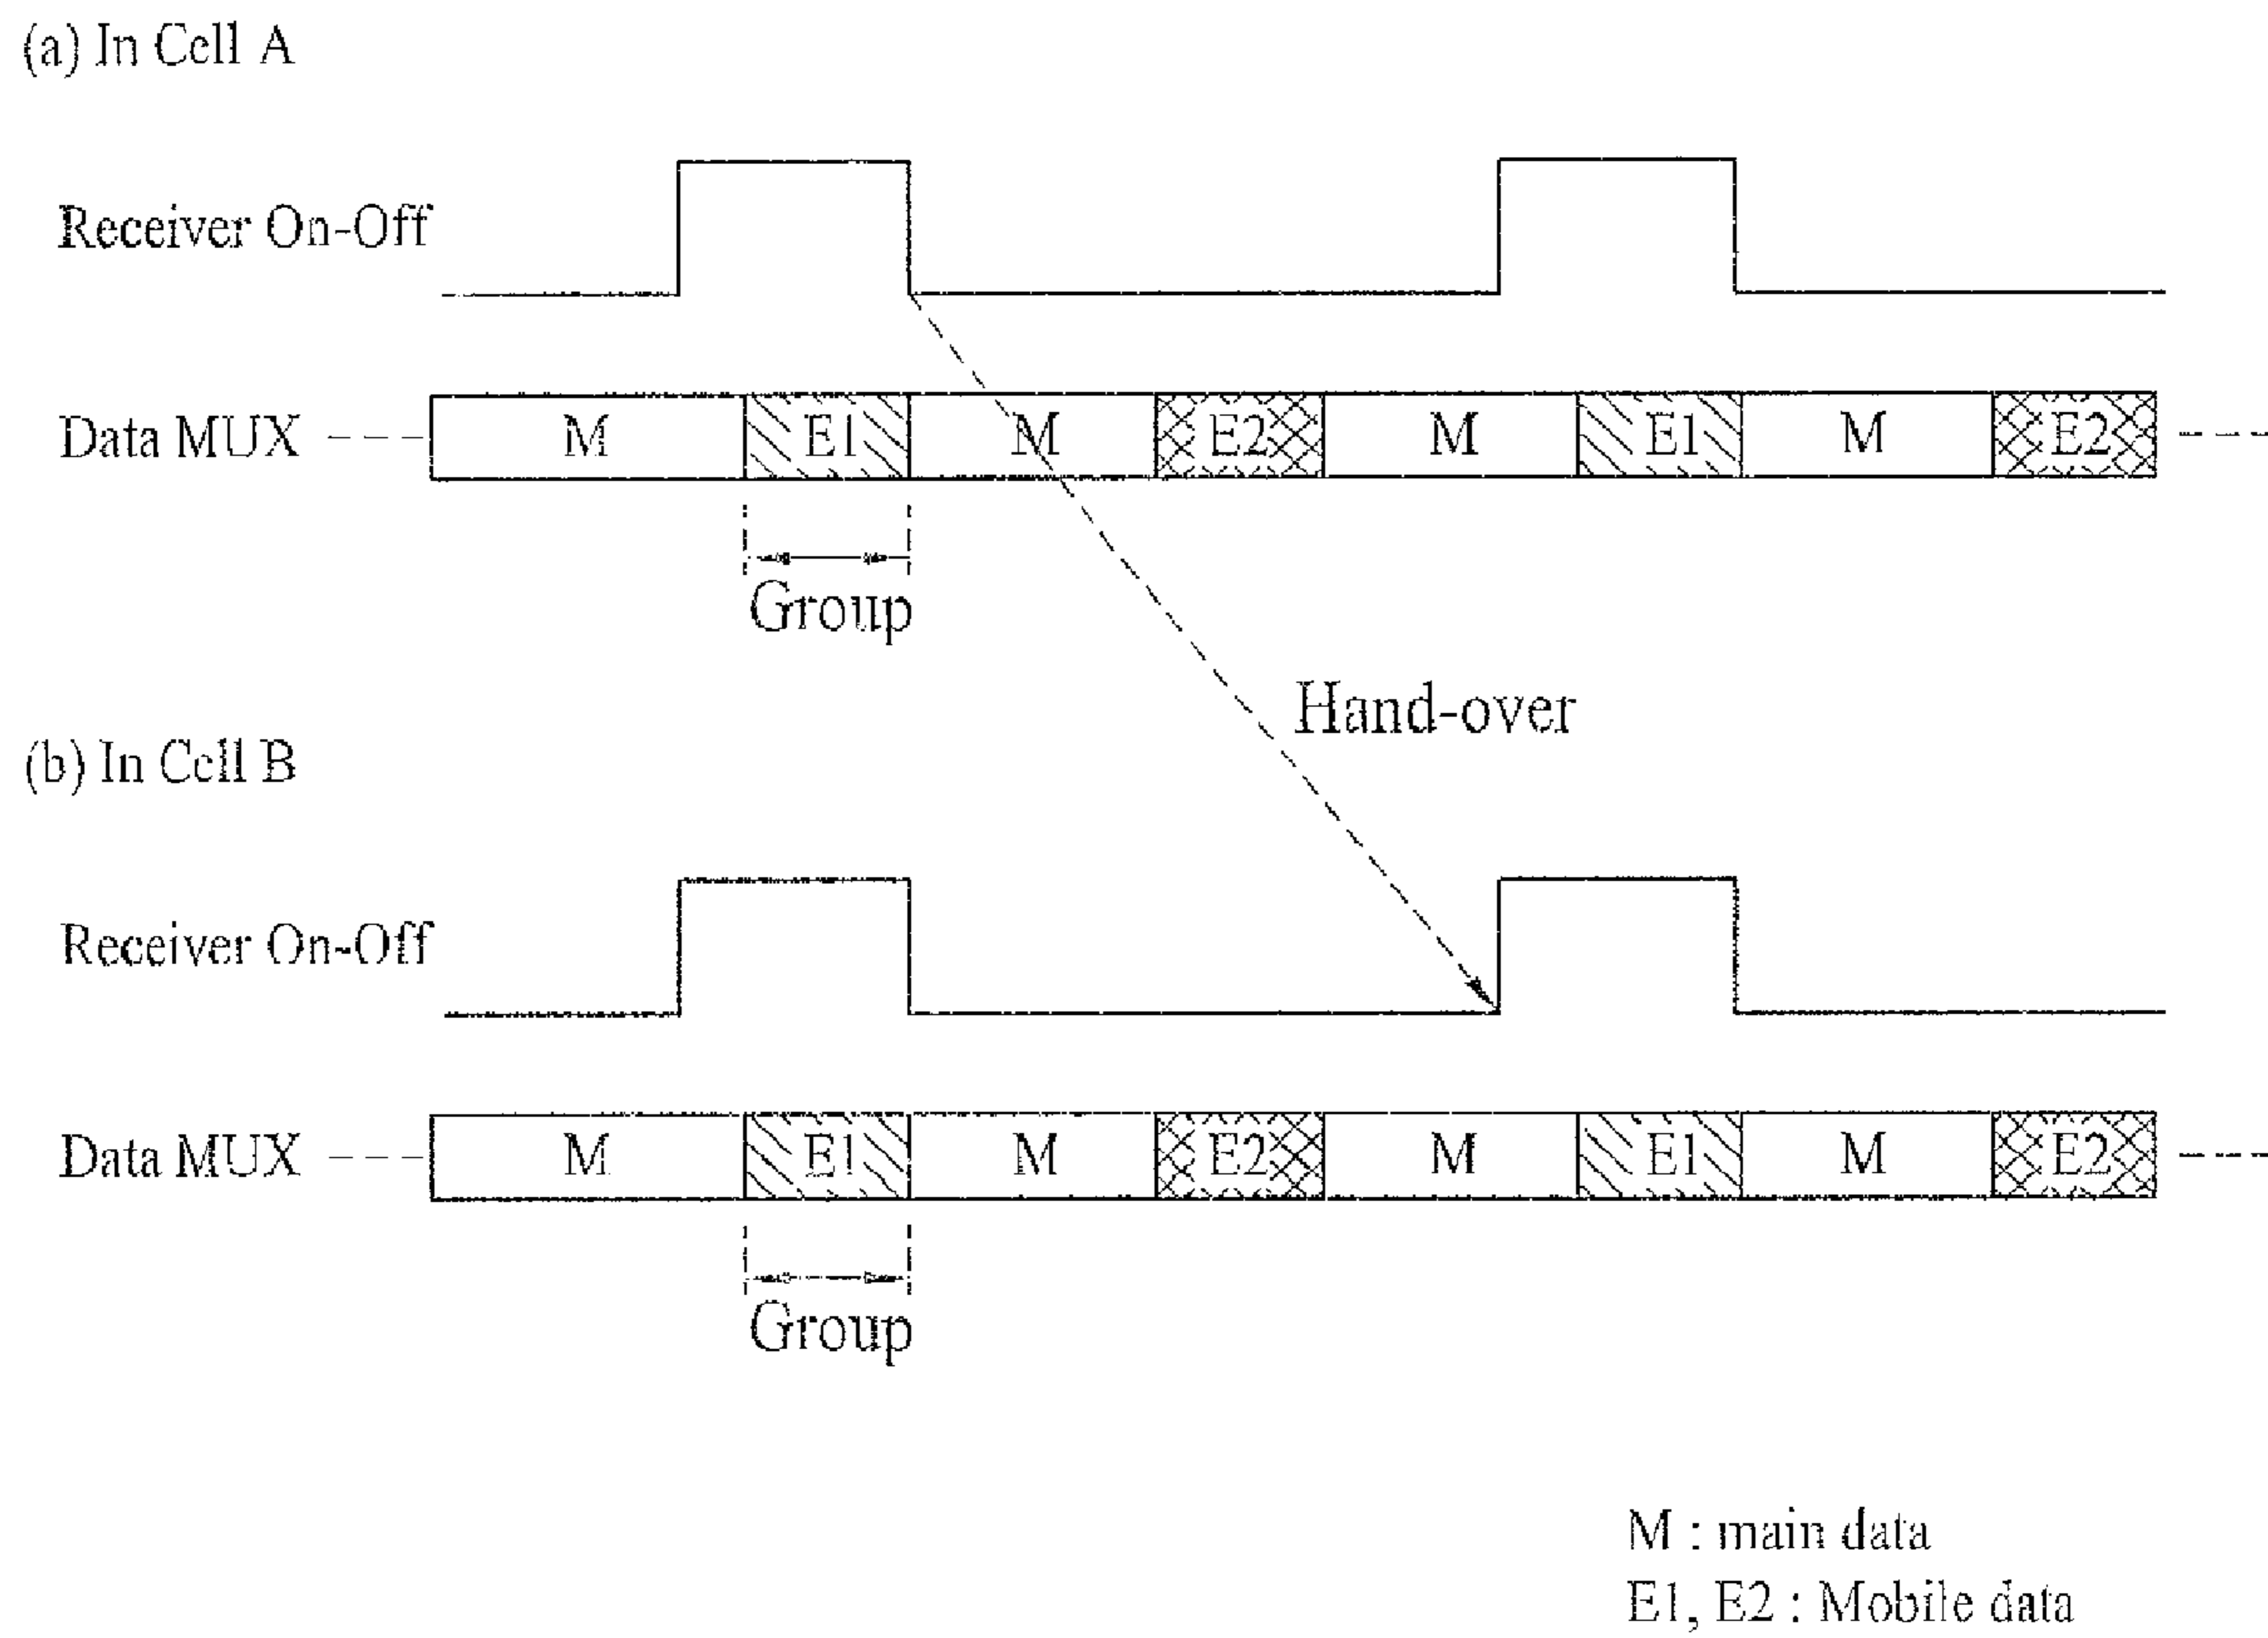 (a) In Cell A
Receiver On-Off
Data MUX M E1 M E2 M E1 M E2
Group
Hand-over
(b) In Cell B
Receiver On-Off
Data MUX M E1 M E2 M E1 M E2
Group
M : main data
E1, E2 : Mobile data